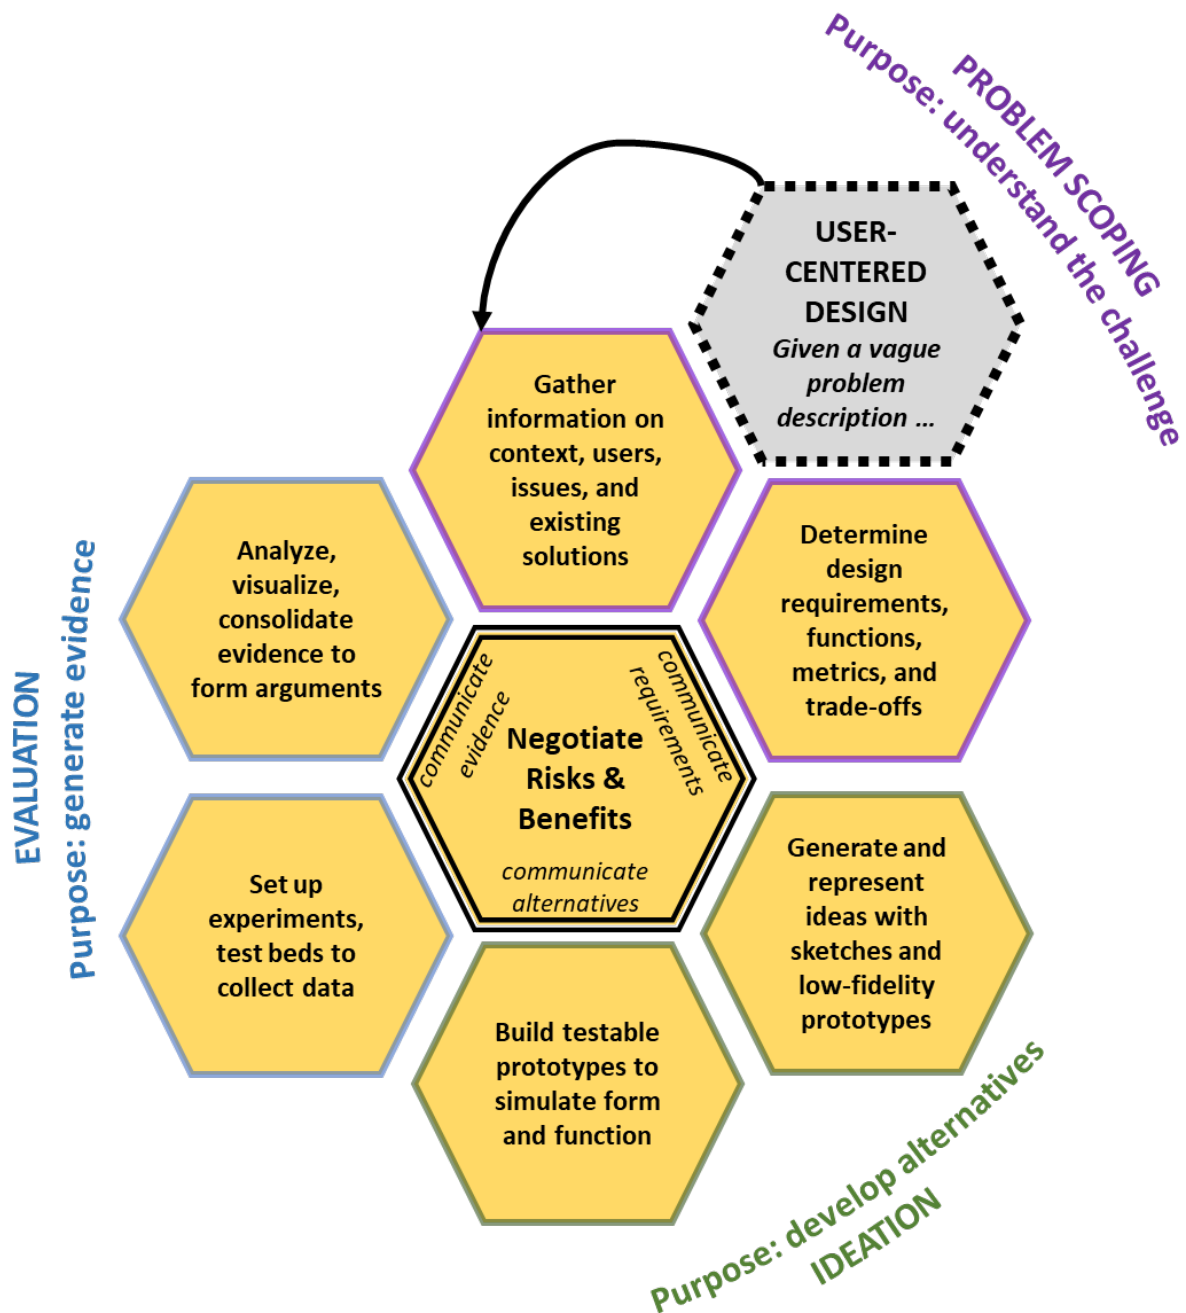 PROBLEM SCOPING
Purpose: understand the challenge
USER-
CENTERED
DESIGN
Given a vague
problem
description ...
Gather
information on
context, users,
issues, and
existing
solutions
Determine
design
requirements,
functions,
metrics, and
trade-offs
Generate and
represent
ideas with
sketches and
low-fidelity
prototypes
Purpose: develop alternatives
IDEATION
Build testable
prototypes to
simulate form
and function
Set up
experiments,
test beds to
collect data
Analyze,
visualize,
consolidate
evidence to
form arguments
EVALUATION
Purpose: generate evidence
communicate
evidence
communicate
requirements
Negotiate
Risks &
Benefits
communicate
alternatives